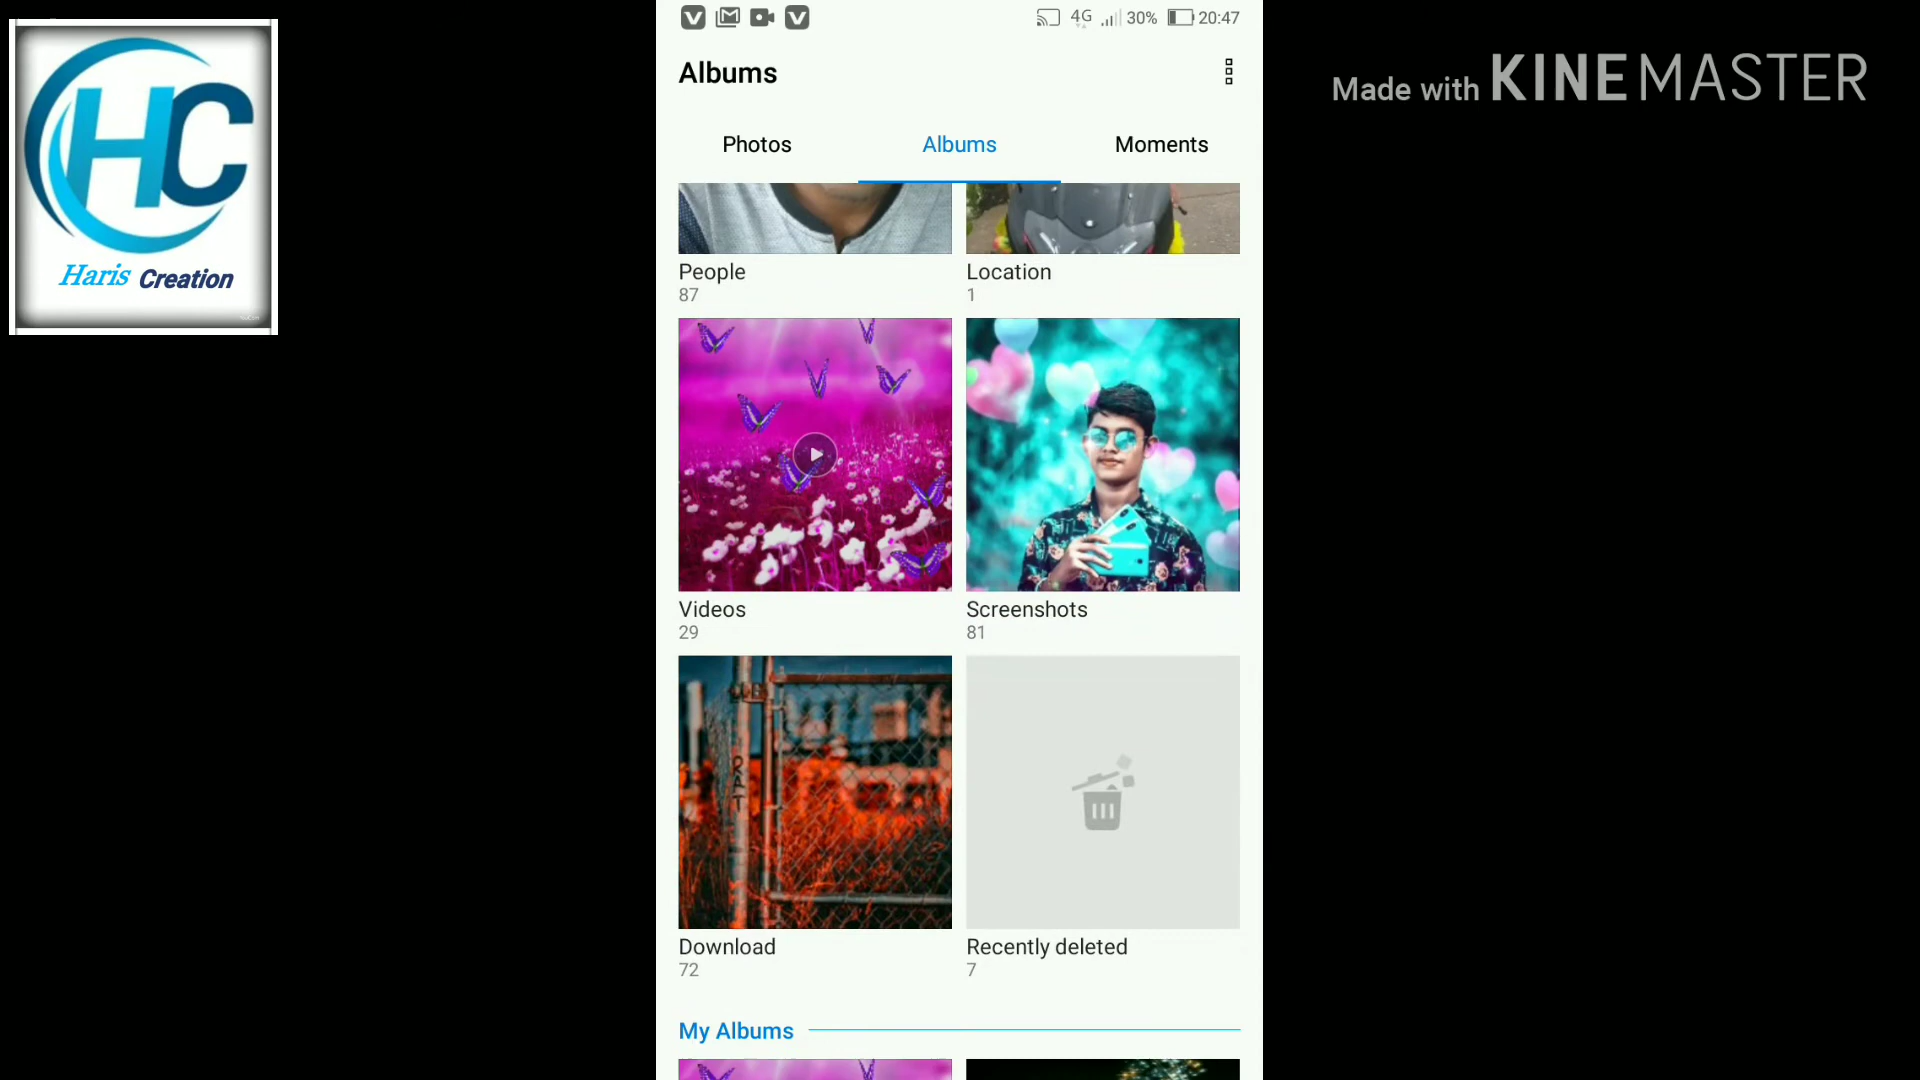 HC
Haris Creation
4G 30% 20:47
Made with KINEMASTER
Albums
Photos Albums Moments
People Location
87 1
Videos Screenshots
29 81
RAT
Download Recently deleted
72 7
My Albums